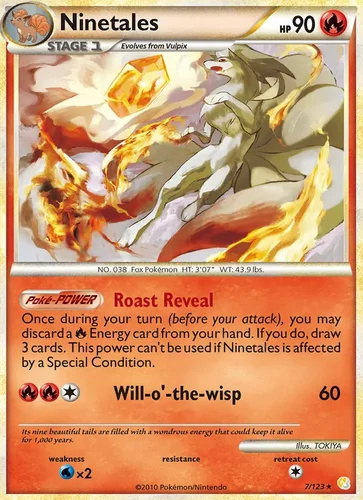 Ninetales
HP 90
STAGE 1
Evolves from Vulpix
NO. 038 Fox Pokémon HT: 3'07" WT: 43.9 lbs.
Poké-POWER Roast Reveal
Once during your turn (before your attack), you may
discard a Energy card from your hand. If you do, draw
3 cards. This power can't be used if Ninetales is affected
by a Special Condition.
Will-o'-the-wisp 60
Its nine beautiful tails are filled with a wondrous energy that could keep it alive
for 1,000 years.
Illus. TOKIYA
weakness resistance retreat cost
×2
7/123 ★
©2010 Pokémon/Nintendo